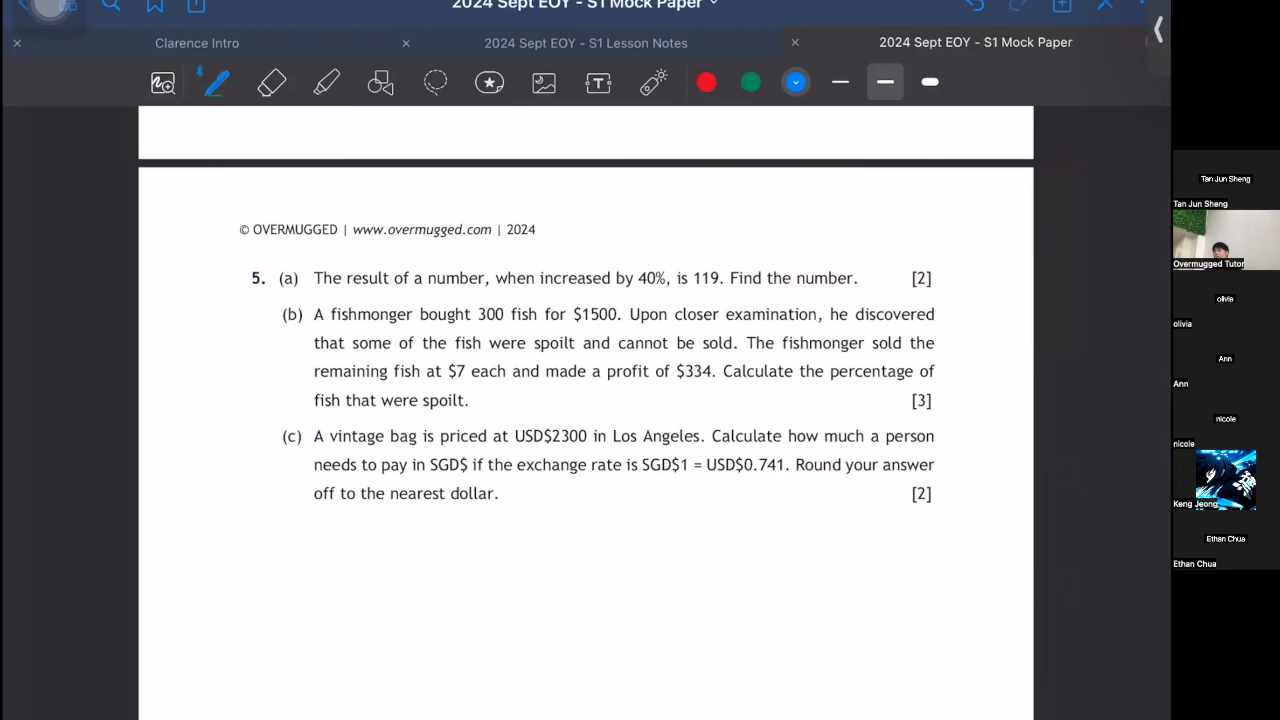 2024 Sept EOY - S1 Mock Paper
Clarence Intro
2024 Sept EOY - S1 Lesson Notes
2024 Sept EOY - S1 Mock Paper
T
© OVERMUGGED | www.overmugged.com | 2024
5. (a) The result of a number, when increased by 40%, is 119. Find the number. [2]
(b) A fishmonger bought 300 fish for $1500. Upon closer examination, he discovered
that some of the fish were spoilt and cannot be sold. The fishmonger sold the
remaining fish at $7 each and made a profit of $334. Calculate the percentage of
fish that were spoilt. [3]
(c) A vintage bag is priced at USD$2300 in Los Angeles. Calculate how much a person
needs to pay in SGD$ if the exchange rate is SGD$1 = USD$0.741. Round your answer
off to the nearest dollar. [2]
Tan Jun Sheng
Tan Jun Sheng
Overmugged Tutor
olivia
olivia
Ann
Ann
nicole
nicole
Keng Jeong
Ethan Chua
Ethan Chua